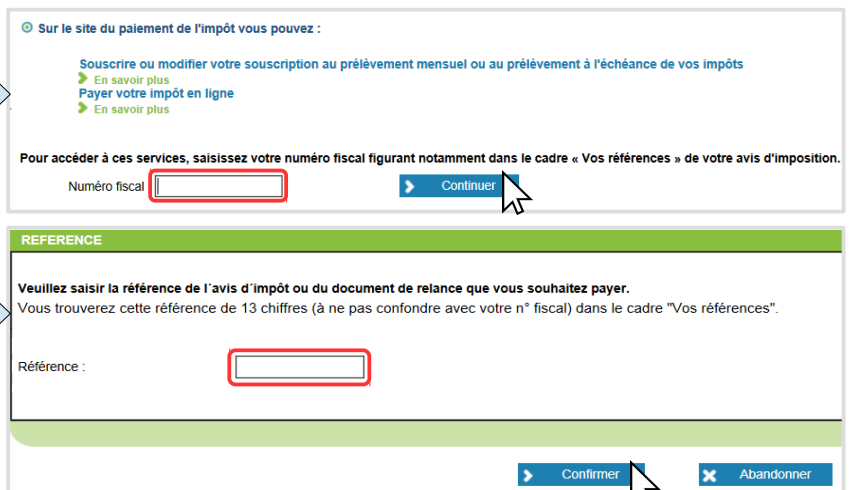 Sur le site du paiement de l'impôt vous pouvez :
Souscrire ou modifier votre souscription au prélèvement mensuel ou au prélèvement à l'échéance de vos impôts
En savoir plus
Payer votre impôt en ligne
En savoir plus
Pour accéder à ces services, saisissez votre numéro fiscal figurant notamment dans le cadre « Vos références » de votre avis d'imposition.
Numéro fiscal
Continuer
REFERENCE
Veuillez saisir la référence de l´avis d´impôt ou du document de relance que vous souhaitez payer.
Vous trouverez cette référence de 13 chiffres (à ne pas confondre avec votre n° fiscal) dans le cadre "Vos références".
Référence :
Confirmer
Abandonner